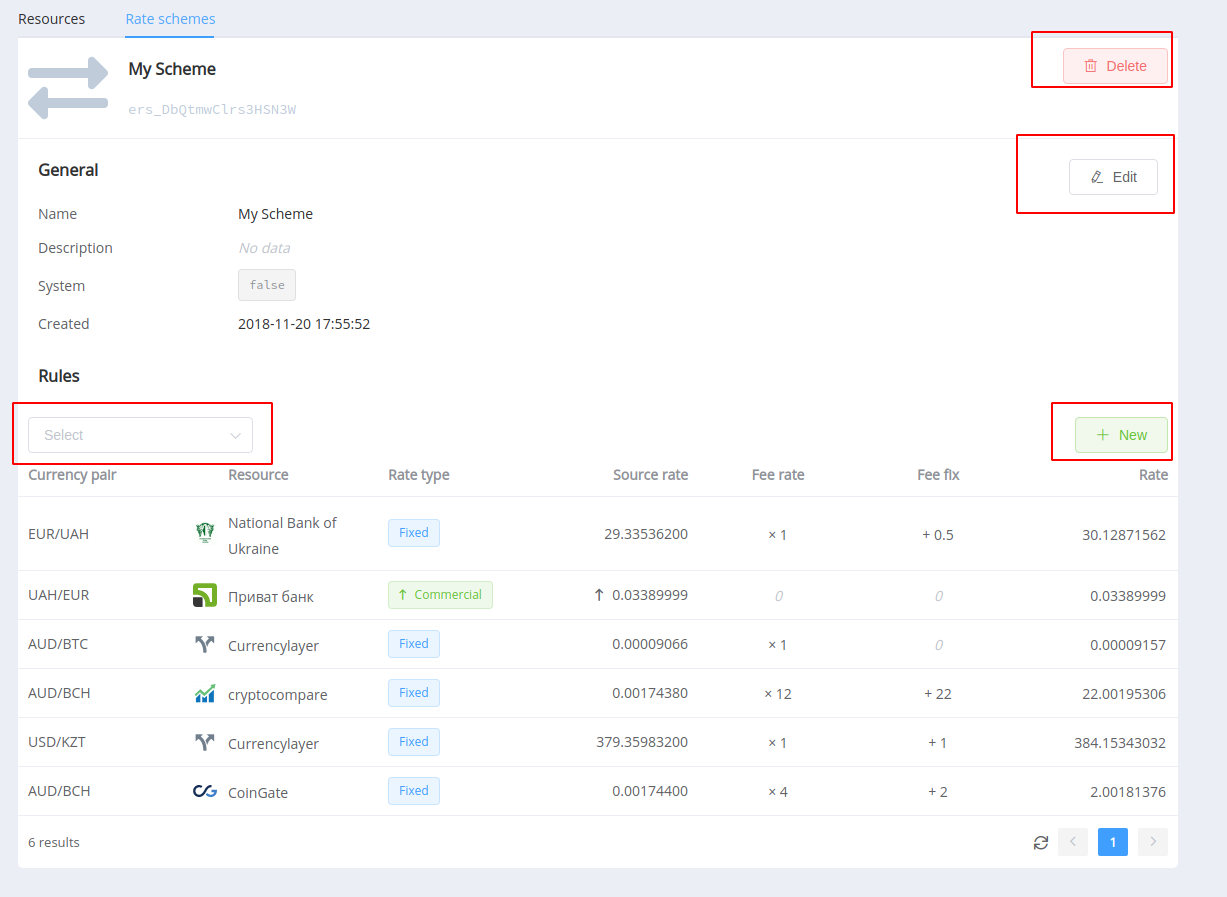 Resources Rate schemes
My Scheme
Delete
ers_DbQtmwClrs3HSN3W
General
Edit
Name My Scheme
Description No data
System false
Created 2018-11-20 17:55:52
Rules
Select
New
Currency pair Resource Rate type Source rate Fee rate Fee fix Rate
EUR/UAH National Bank of Ukraine Fixed 29.33536200 × 1 + 0.5 30.12871562
UAH/EUR Приват банк ↑ Commercial ↑ 0.03389999 0 0 0.03389999
AUD/BTC Currencylayer Fixed 0.00009066 × 1 0 0.00009157
AUD/BCH cryptocompare Fixed 0.00174380 × 12 + 22 22.00195306
USD/KZT Currencylayer Fixed 379.35983200 × 1 + 1 384.15343032
AUD/BCH CoinGate Fixed 0.00174400 × 4 + 2 2.00181376
6 results 1